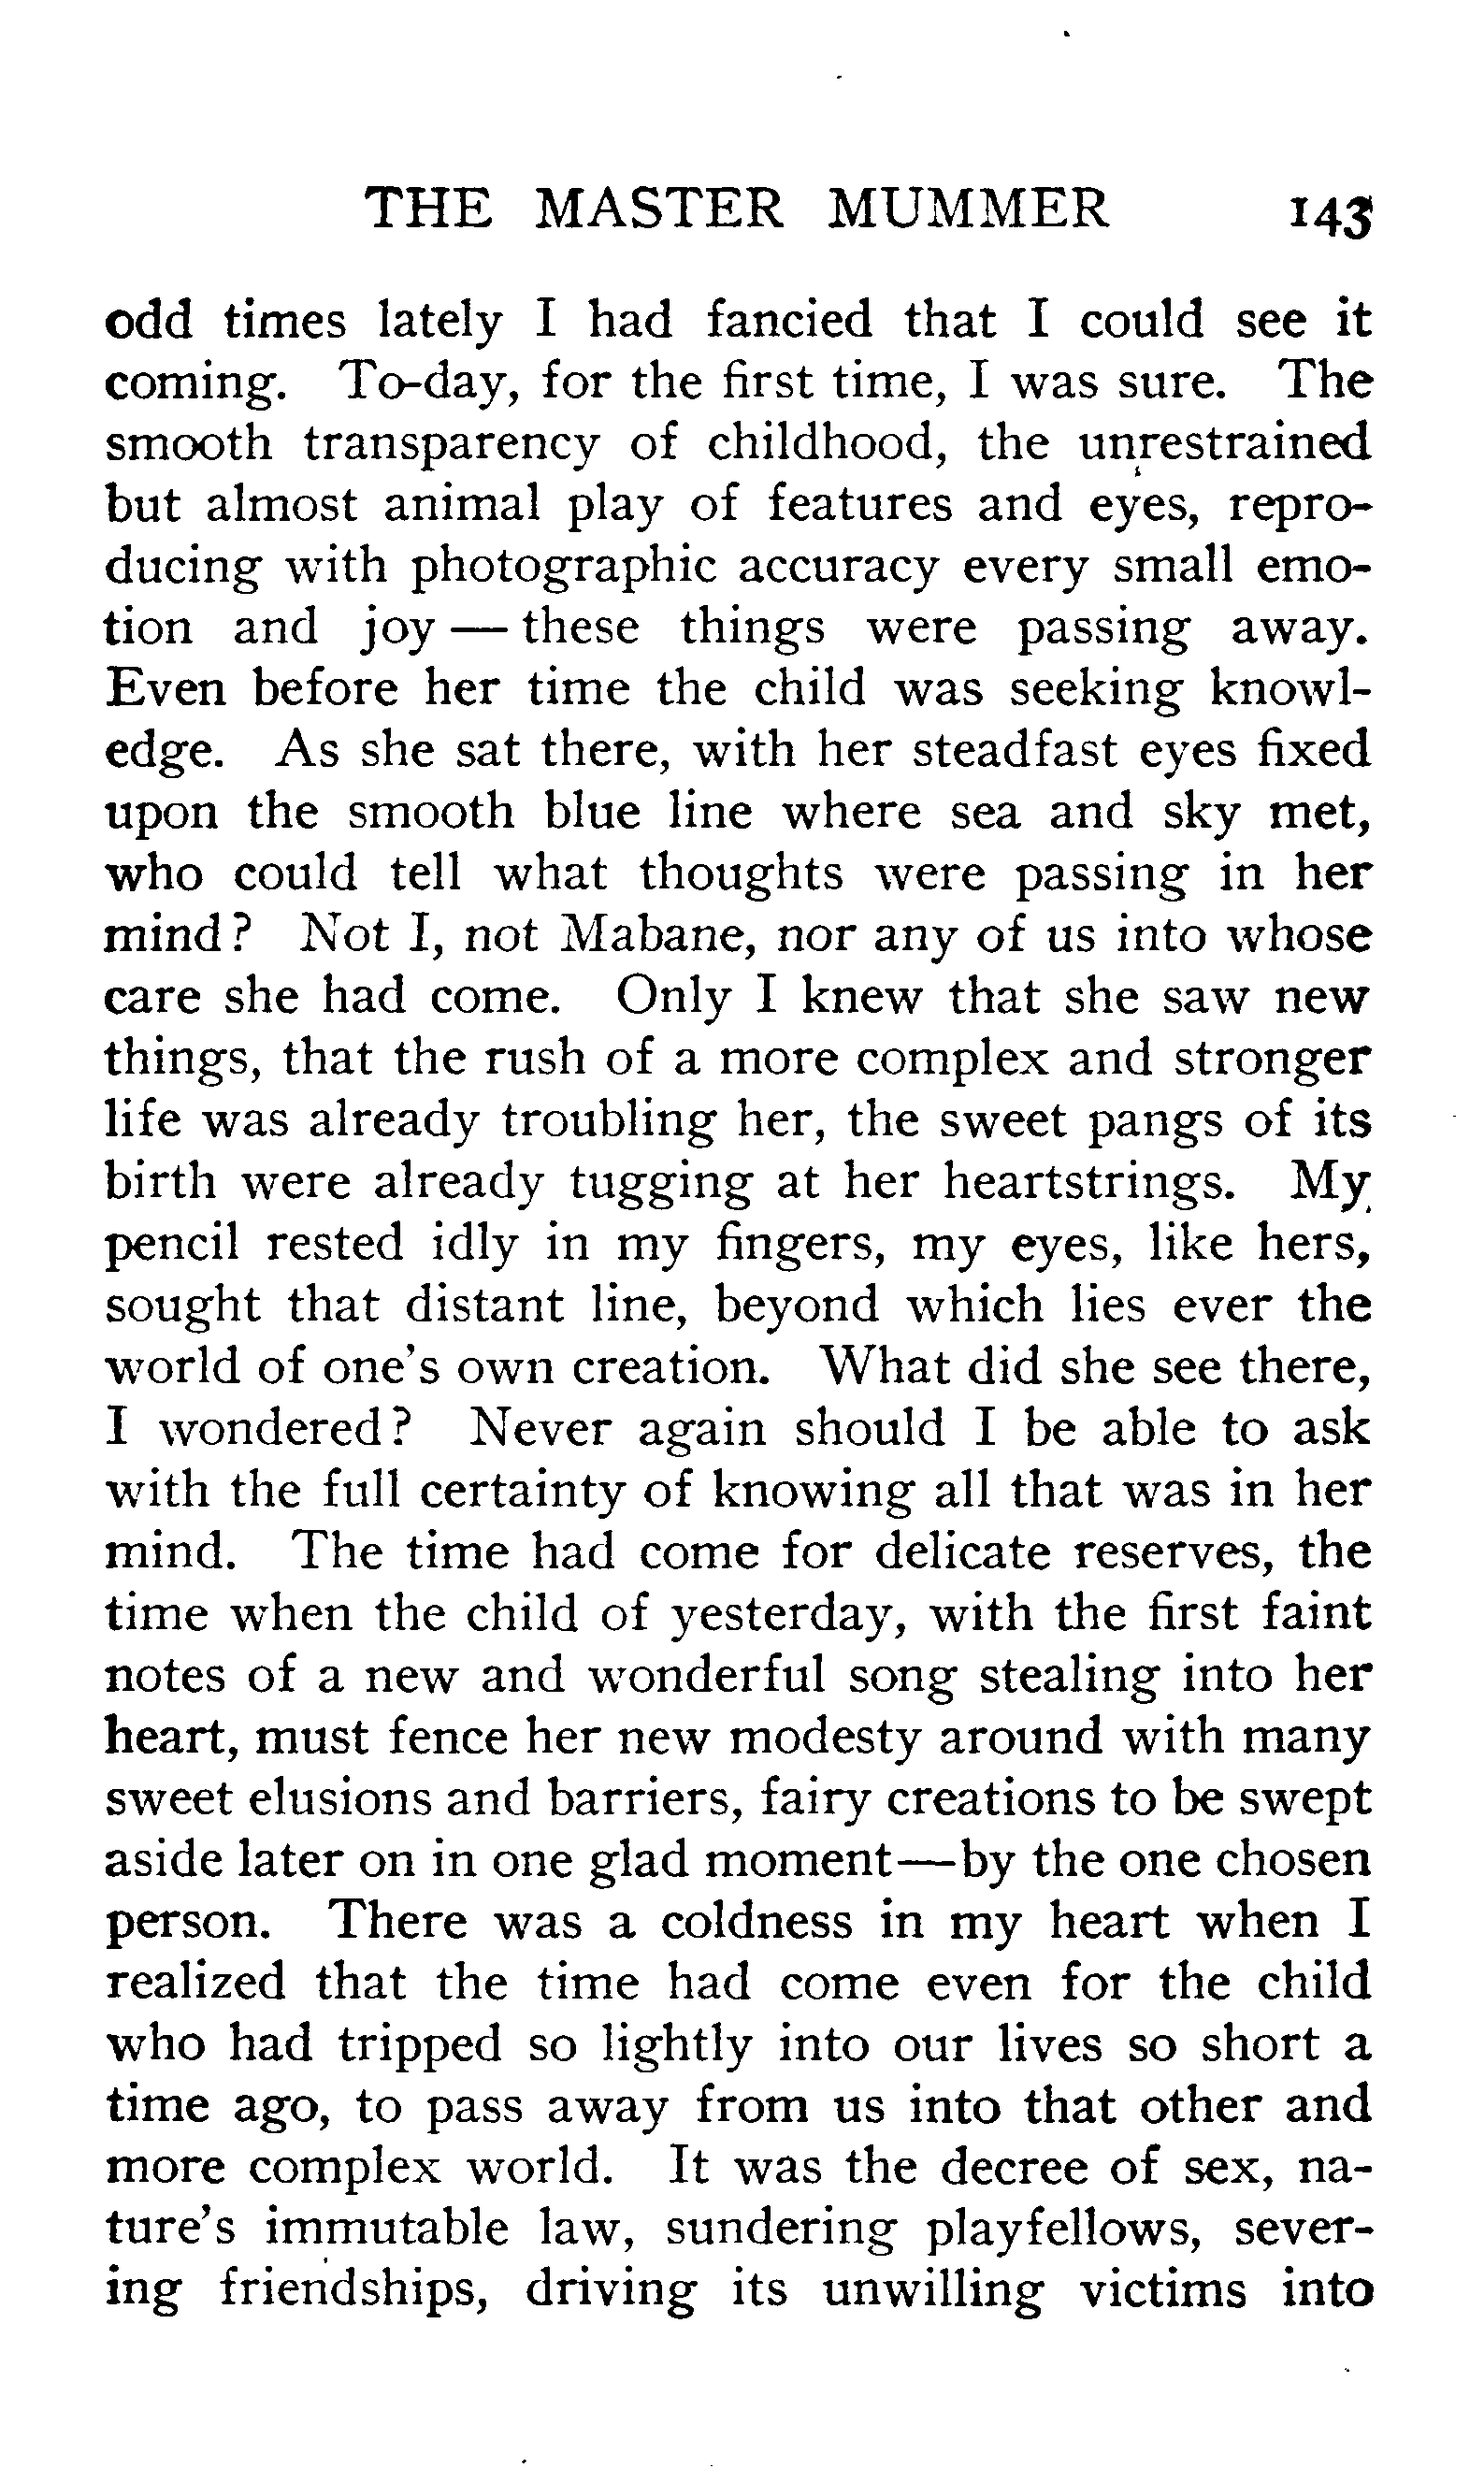 THE MASTER MUMMER 143
odd times lately I had fancied that I could see it
coming. To-day, for the first time, I was sure. The
smooth transparency of childhood, the unrestrained
but almost animal play of features and eyes, repro-
ducing with photographic accuracy every small emo-
tion and joy — these things were passing away.
Even before her time the child was seeking knowl-
edge. As she sat there, with her steadfast eyes fixed
upon the smooth blue line where sea and sky met,
who could tell what thoughts were passing in her
mind? Not I, not Mabane, nor any of us into whose
care she had come. Only I knew that she saw new
things, that the rush of a more complex and stronger
life was already troubling her, the sweet pangs of its
birth were already tugging at her heartstrings. My
pencil rested idly in my fingers, my eyes, like hers,
sought that distant line, beyond which lies ever the
world of one's own creation. What did she see there,
I wondered? Never again should I be able to ask
with the full certainty of knowing all that was in her
mind. The time had come for delicate reserves, the
time when the child of yesterday, with the first faint
notes of a new and wonderful song stealing into her
heart, must fence her new modesty around with many
sweet elusions and barriers, fairy creations to be swept
aside later on in one glad moment—by the one chosen
person. There was a coldness in my heart when I
realized that the time had come even for the child
who had tripped so lightly into our lives so short a
time ago, to pass away from us into that other and
more complex world. It was the decree of sex, na-
ture's immutable law, sundering playfellows, sever-
ing friendships, driving its unwilling victims into